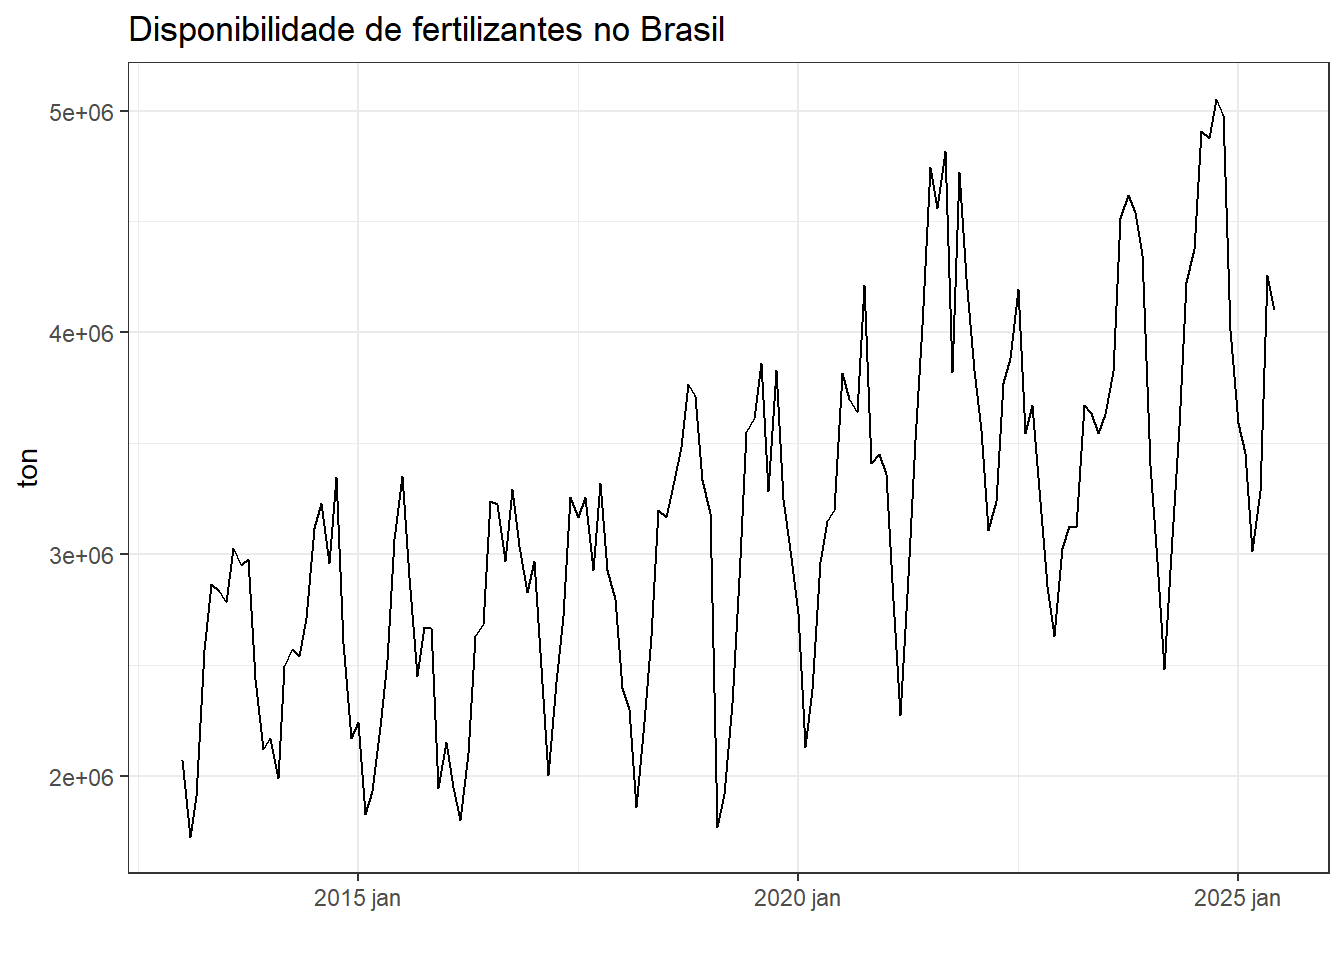 Disponibilidade de fertilizantes no Brasil
5e+06
4e+06
3e+06
2e+06
ton
2015 jan
2020 jan
2025 jan